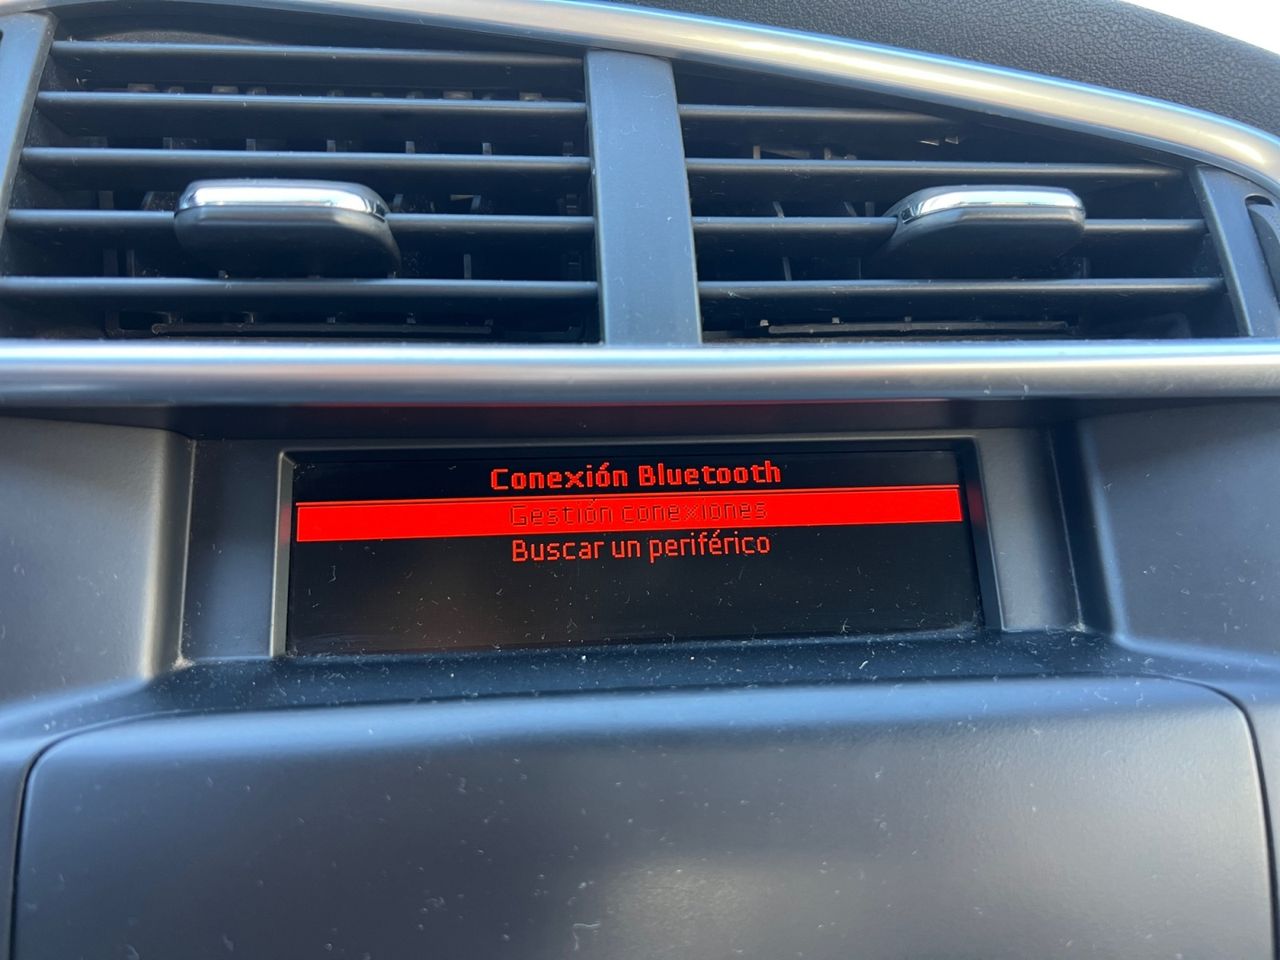 Conexión Bluetooth
Gestión conexiones
Buscar un periférico